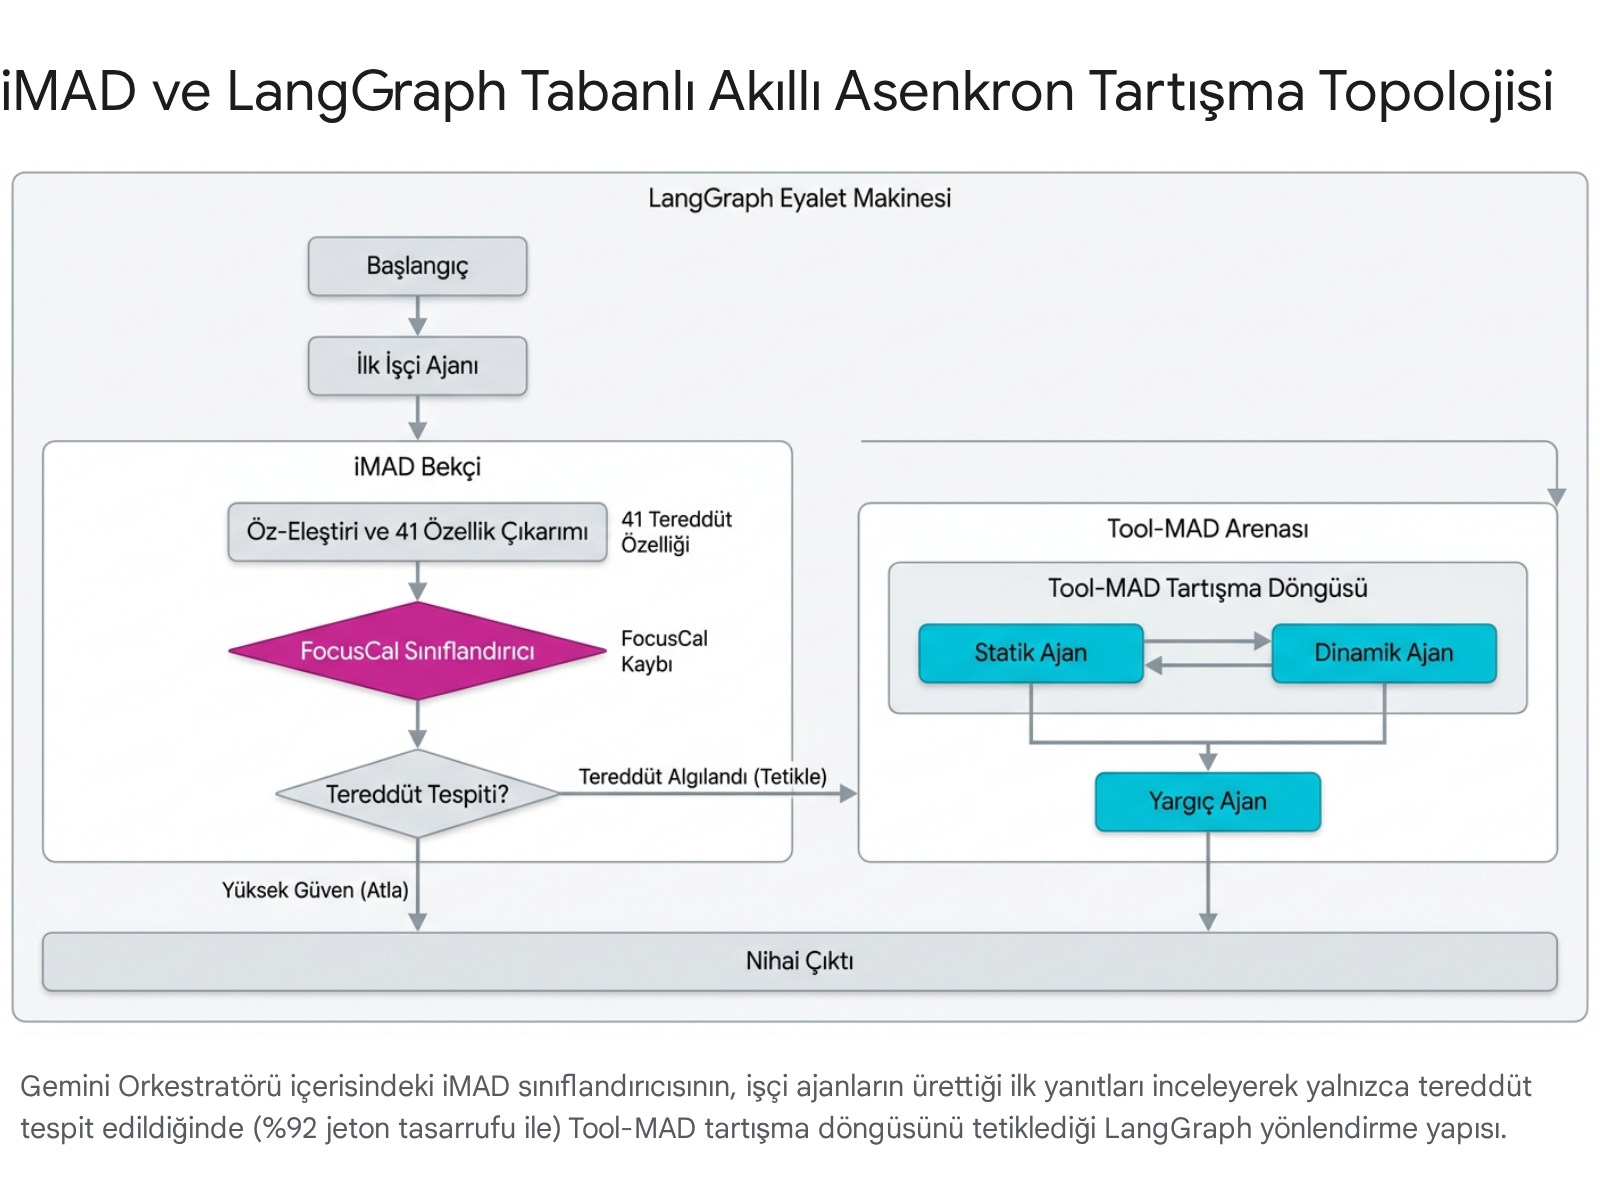 iMAD ve LangGraph Tabanlı Akıllı Asenkron Tartışma Topolojisi
LangGraph Eyalet Makinesi
Başlangıç
İlk İşçi Ajanı
iMAD Bekçi
Öz-Eleştiri ve 41 Özellik Çıkarımı
41 Tereddüt
Özelliği
FocusCal Sınıflandırıcı
FocusCal
Kaybı
Tereddüt Tespiti?
Tereddüt Algılandı (Tetikle)
Yüksek Güven (Atla)
Tool-MAD Arenası
Tool-MAD Tartışma Döngüsü
Statik Ajan
Dinamik Ajan
Yargıç Ajan
Nihai Çıktı
Gemini Orkestratörü içerisindeki iMAD sınıflandırıcısının, işçi ajanların ürettiği ilk yanıtları inceleyerek yalnızca tereddüt
tespit edildiğinde (%92 jeton tasarrufu ile) Tool-MAD tartışma döngüsünü tetiklediği LangGraph yönlendirme yapısı.